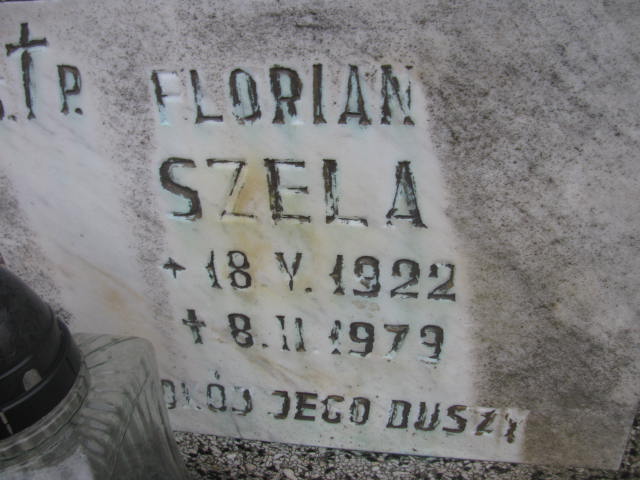 Ś.†P. FLORIAN
SZELA
* 18.V.1922
† 8.II.1979
JEGO DUSZY